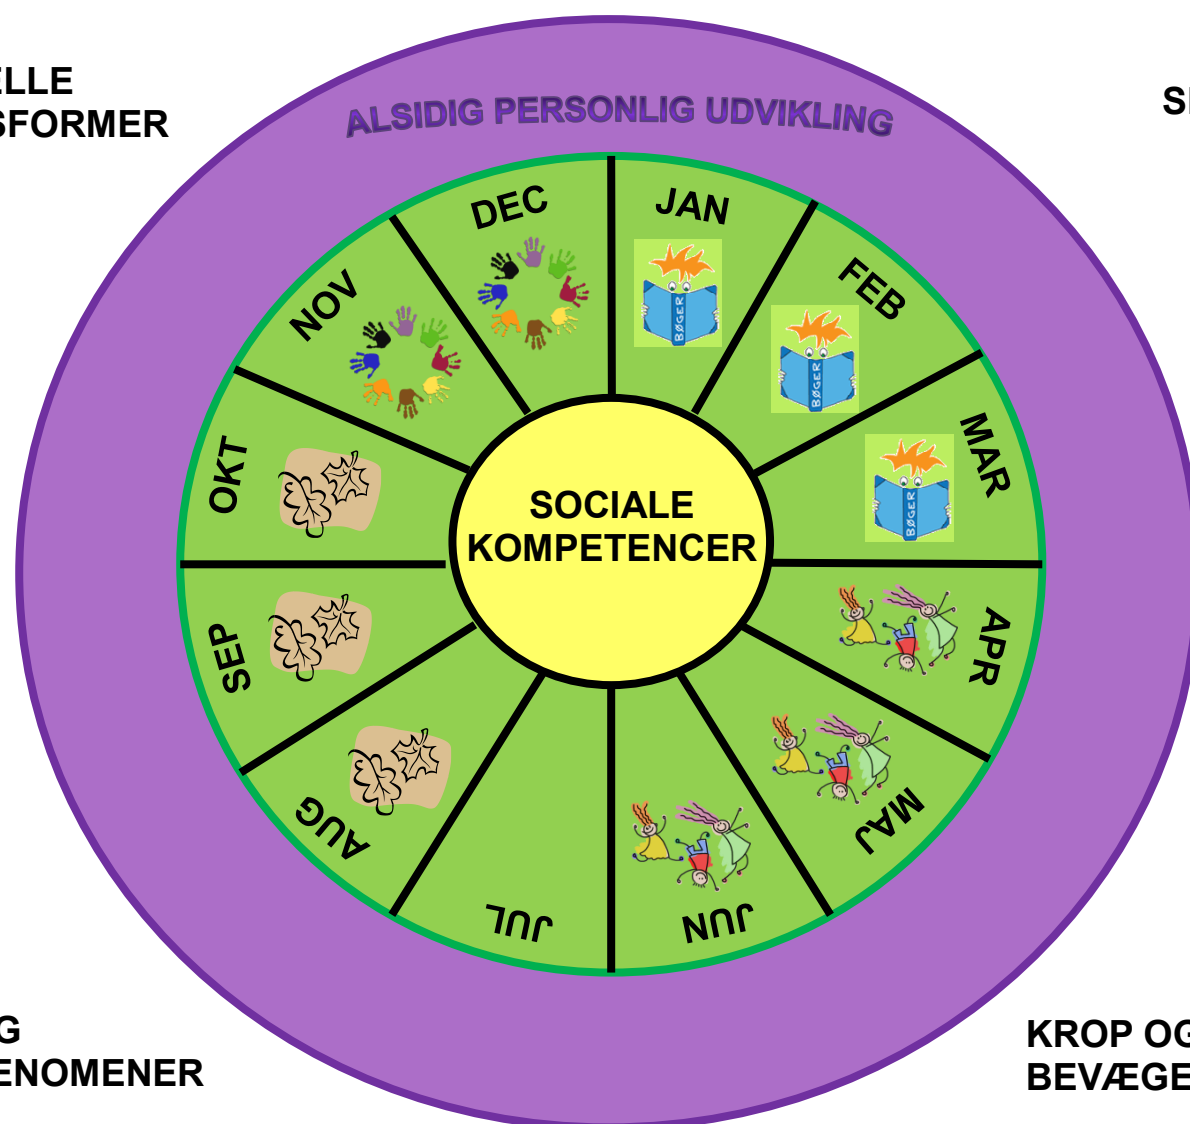 ELLE
SFORMER
ALSIDIG PERSONLIG UDVIKLING
DEC
JAN
NOV
FEB
BØGER
BØGER
MAR
OKT
BØGER
SOCIALE
KOMPETENCER
SEP
APR
AUG
MAJ
JUL
JUN
G
ENOMENER
KROP OG
BEVÆGE